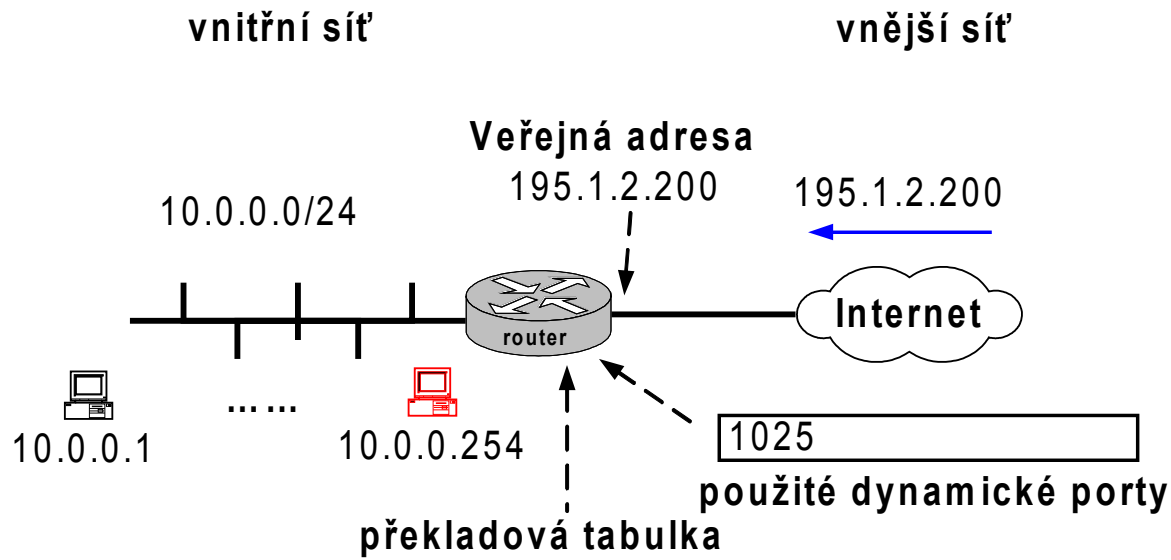 vnitřní síť
vnější síť
Veřejná adresa
195.1.2.200
195.1.2.200
10.0.0.0/24
router
Internet
......
10.0.0.1
10.0.0.254
1025
použité dynamické porty
překladová tabulka